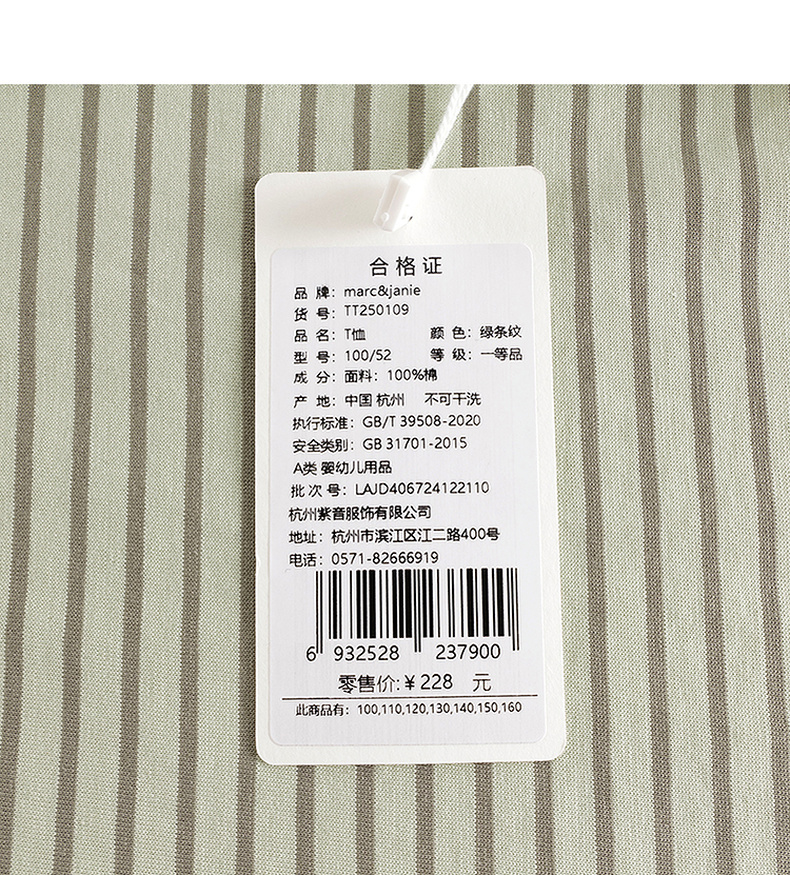 合格证
品 牌：marc&janie
货 号：TT250109
品 名：T恤 颜 色：绿条纹
型 号：100/52 等 级：一等品
成 分：面料：100%棉
产 地：中国 杭州 不可干洗
执行标准：GB/T 39508-2020
安全类别：GB 31701-2015
A类 婴幼儿用品
批 次 号：LAJD406724122110
杭州紫音服饰有限公司
地址：杭州市滨江区江二路400号
电话：0571-82666919
6 932528 237900
零售价:￥228 元
此商品有：100,110,120,130,140,150,160